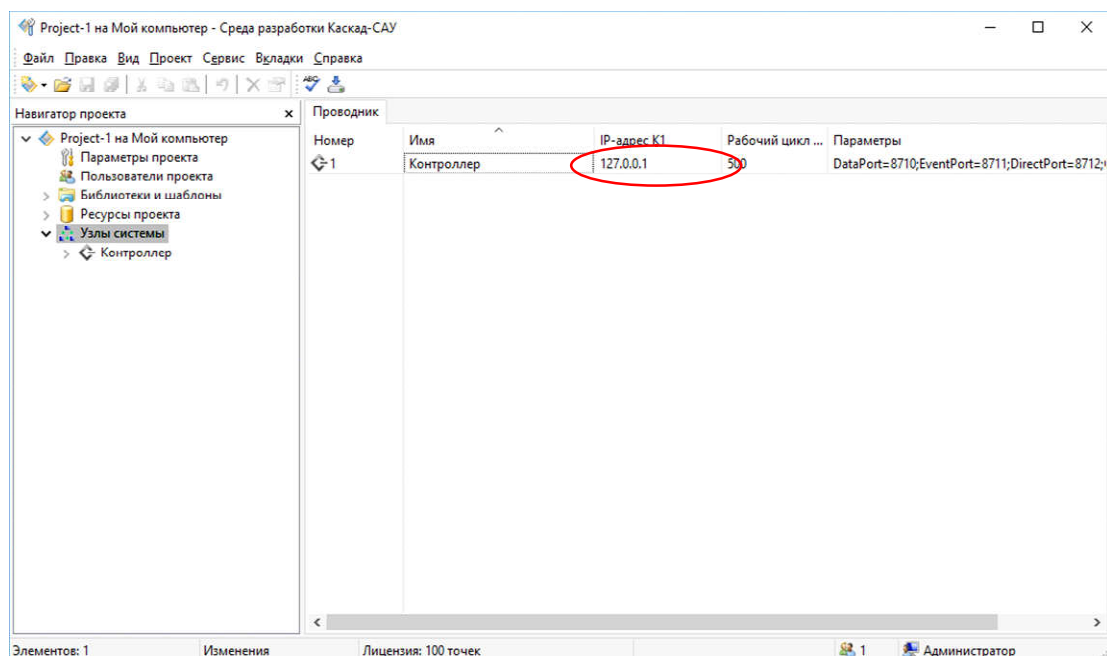 Project-1 на Мой компьютер - Среда разработки Каскад-САУ
Файл Правка Вид Проект Сервис Вкладки Справка
ABC
Навигатор проекта
Проводник
Project-1 на Мой компьютер
Параметры проекта
Пользователи проекта
Библиотеки и шаблоны
Ресурсы проекта
Узлы системы
Контроллер
Номер Имя IP-адрес K1 Рабочий цикл ... Параметры
1 Контроллер 127.0.0.1 500 DataPort=8710;EventPort=8711;DirectPort=8712;
Элементов: 1 Изменения Лицензия: 100 точек 1 Администратор